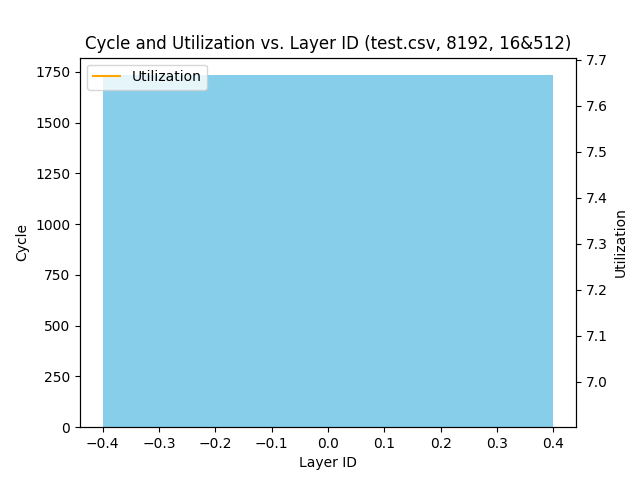 Cycle and Utilization vs. Layer ID (test.csv, 8192, 16&512)
Utilization
1750
1500
1250
1000
750
500
250
0
Cycle
7.7
7.6
7.5
7.4
7.3
7.2
7.1
7.0
Utilization
−0.4 −0.3 −0.2 −0.1 0.0 0.1 0.2 0.3 0.4
Layer ID